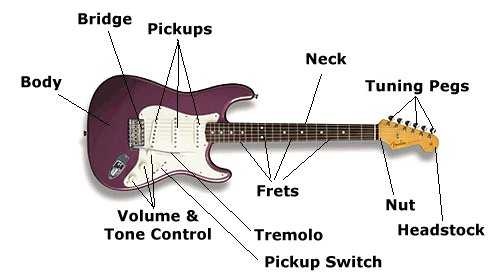 Bridge
Pickups
Neck
Body
Tuning Pegs
Frets
Nut
Volume &
Tone Control
Tremolo
Headstock
Pickup Switch